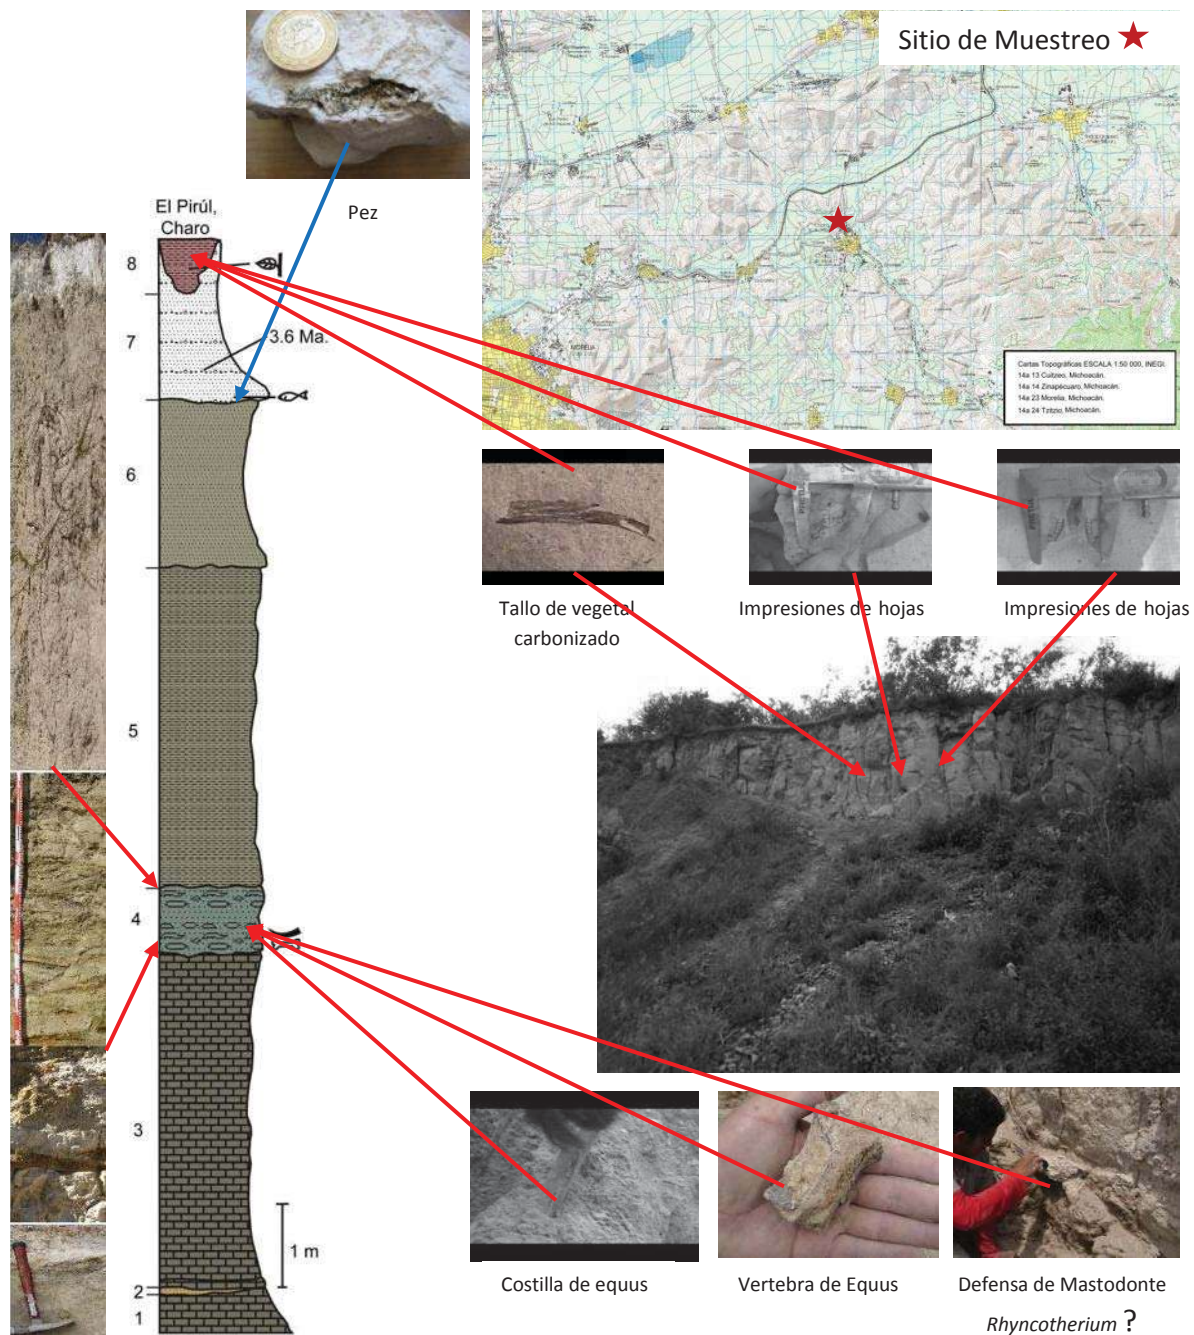 Sitio de Muestreo
Pez
El Pirúl,
Charo
8
7
3.6 Ma.
6
5
4
3
2
1
1 m
MORELIA
Cartas Topográficas ESCALA 1:50 000, INEGI.
14a 13 Cuitzeo, Michoacán.
14a 14 Zinapécuaro, Michoacán.
14a 23 Morelia, Michoacán.
14a 24 Tzitzio, Michoacán.
Tallo de vegetal
carbonizado
Impresiones de hojas
Impresiones de hojas
Costilla de equus
Vertebra de Equus
Defensa de Mastodonte
Rhyncotherium ?